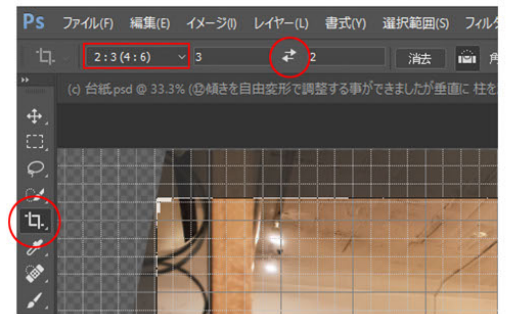 Ps ファイル(F) 編集(E) イメージ(I) レイヤー(L) 書式(Y) 選択範囲(S) フィル
2 : 3 (4 : 6) 3 2 消去
(c) 台紙.psd @ 33.3% (⑫傾きを自由変形で調整する事ができましたが垂直に 柱を